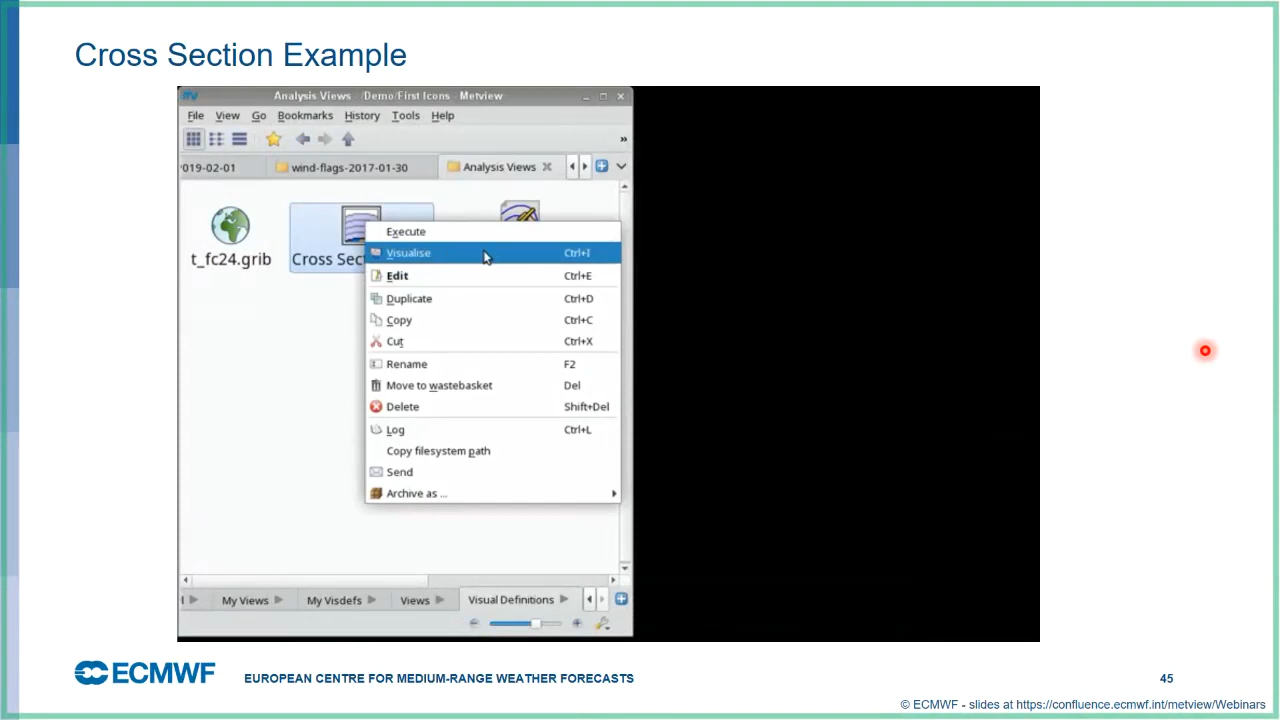 Cross Section Example
Analysis Views /Demo/First Icons - Metview
File View Go Bookmarks History Tools Help
»
019-02-01 wind-flags-2017-01-30 Analysis Views
t_fc24.grib Cross Sec
Execute
Visualise Ctrl+I
Edit Ctrl+E
Duplicate Ctrl+D
Copy Ctrl+C
Cut Ctrl+X
Rename F2
Move to wastebasket Del
Delete Shift+Del
Log Ctrl+L
Copy filesystem path
Send
Archive as ...
My Views My Visdefs Views Visual Definitions
ECMWF EUROPEAN CENTRE FOR MEDIUM-RANGE WEATHER FORECASTS 45
© ECMWF - slides at https://confluence.ecmwf.int/metview/Webinars